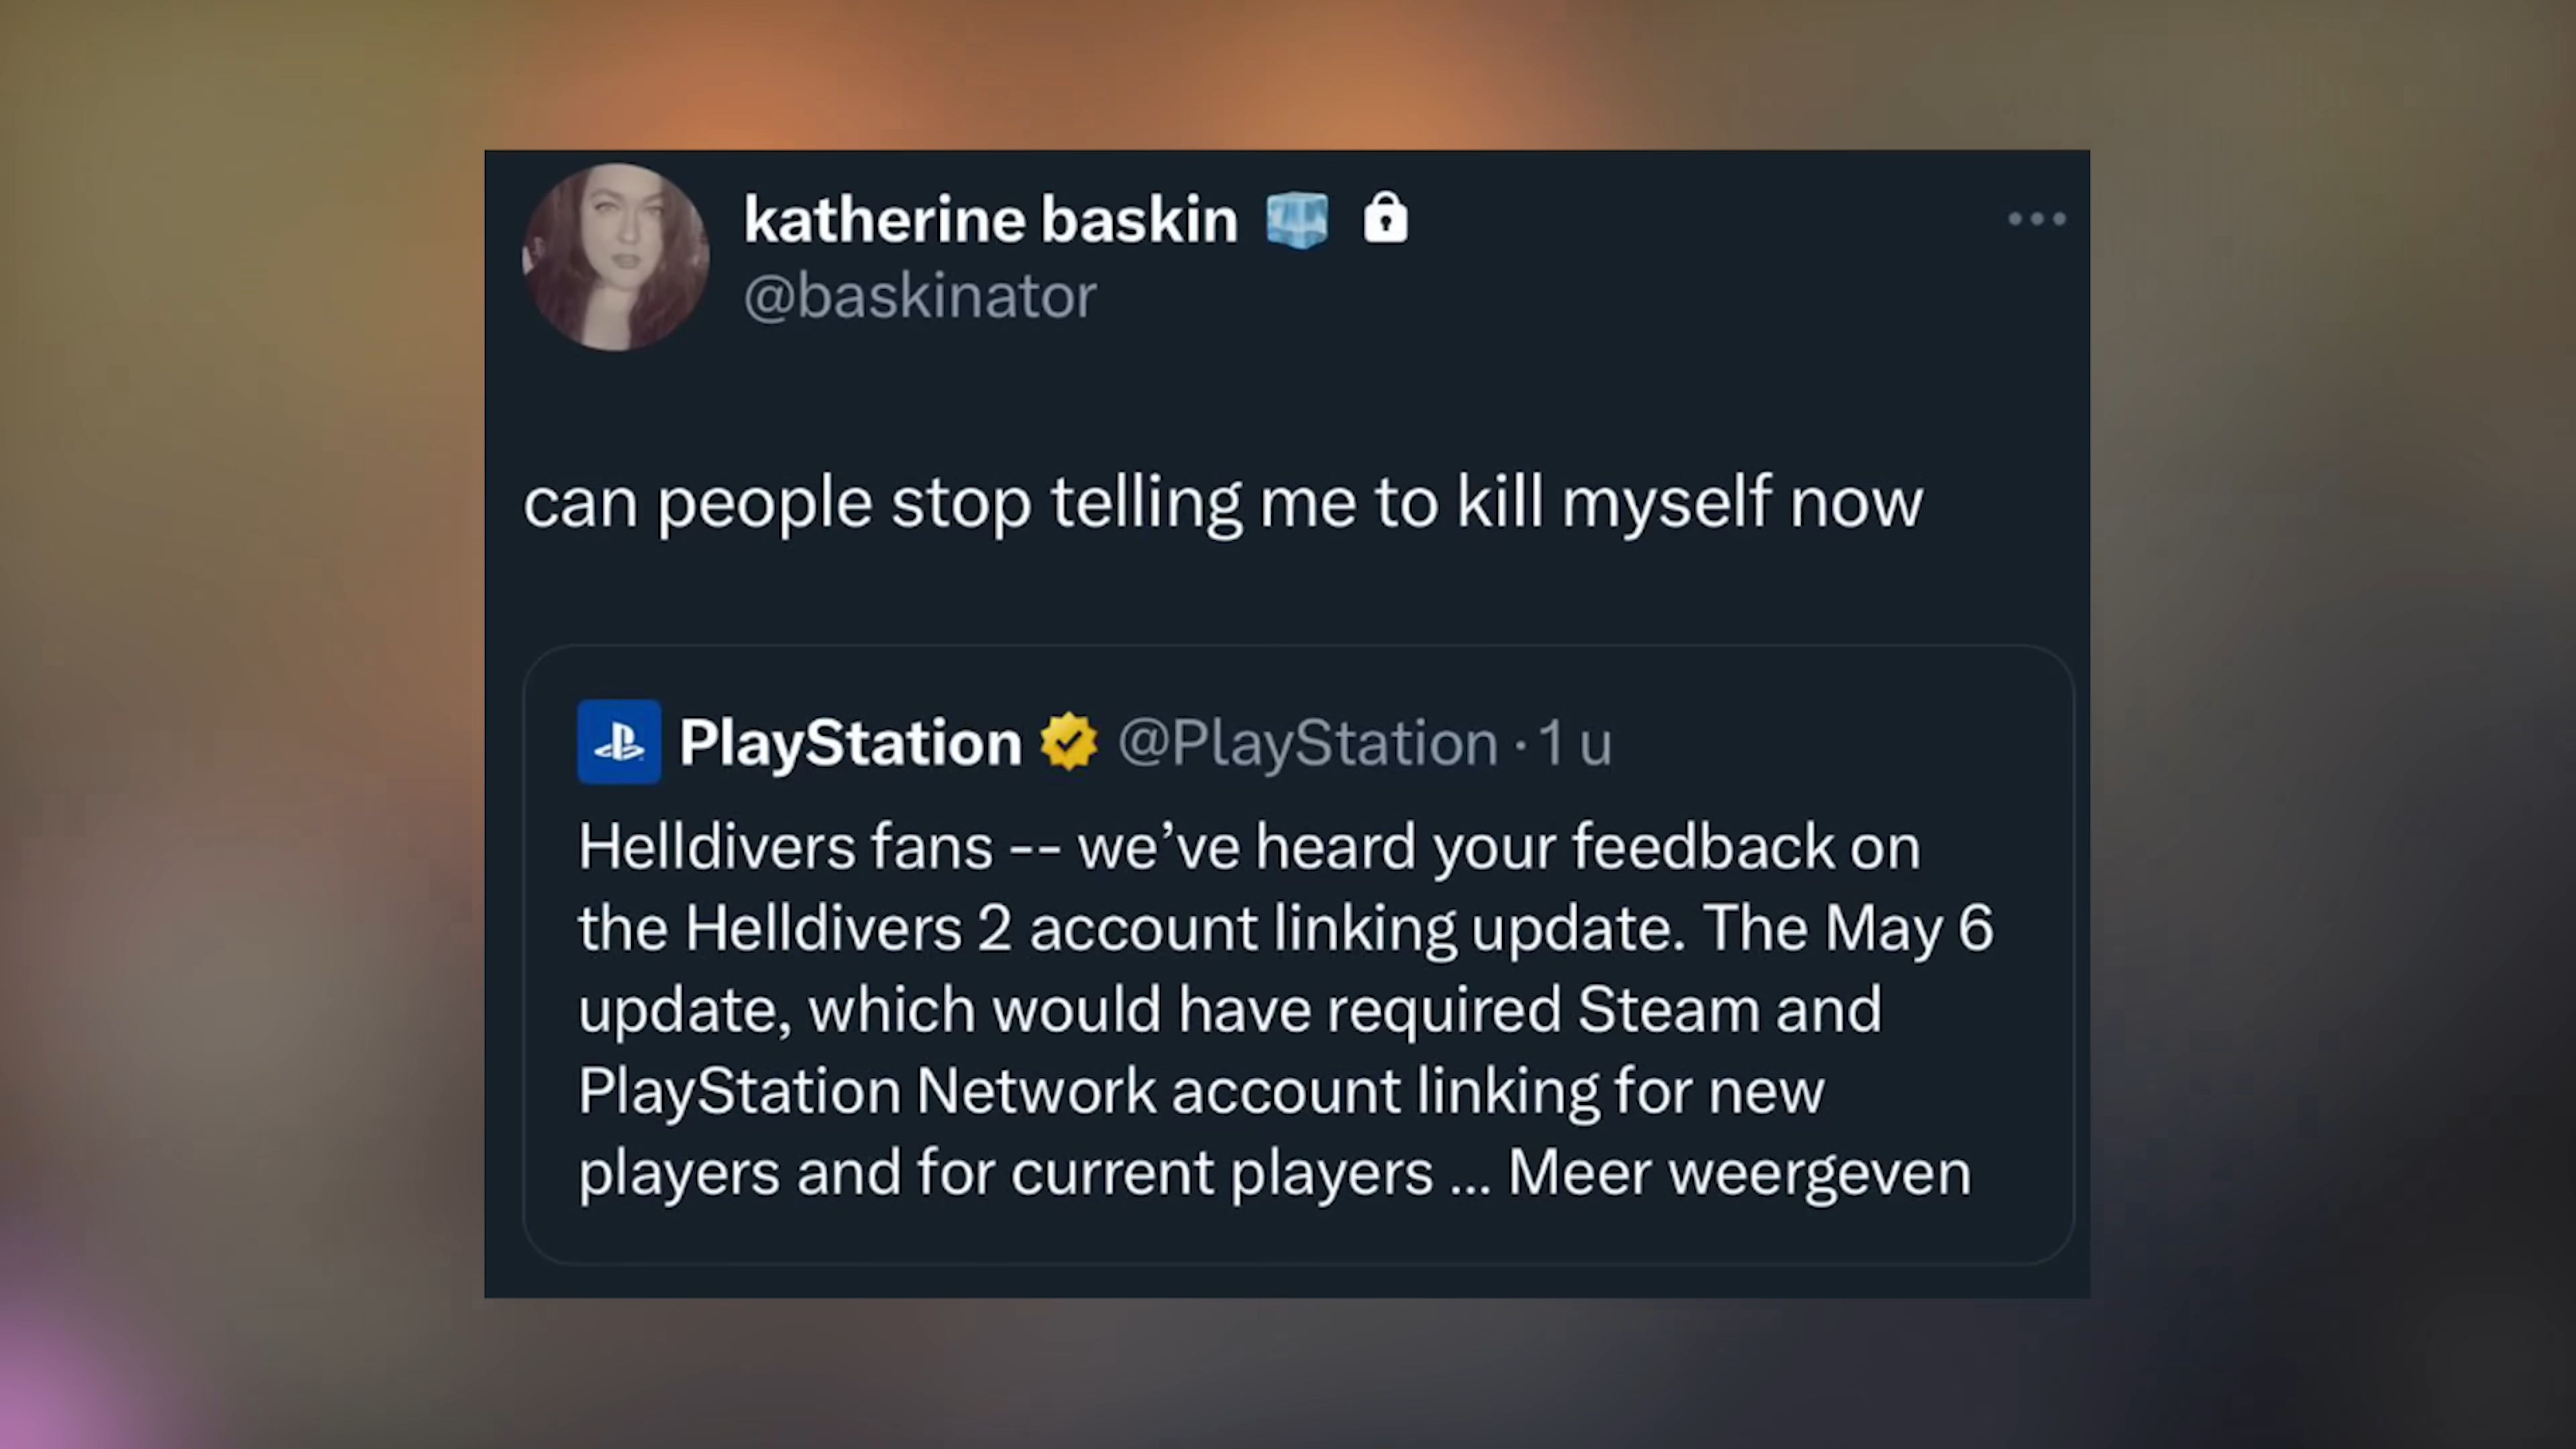 katherine baskin
@baskinator
can people stop telling me to kill myself now
PlayStation @PlayStation · 1 u
Helldivers fans -- we’ve heard your feedback on
the Helldivers 2 account linking update. The May 6
update, which would have required Steam and
PlayStation Network account linking for new
players and for current players ... Meer weergeven